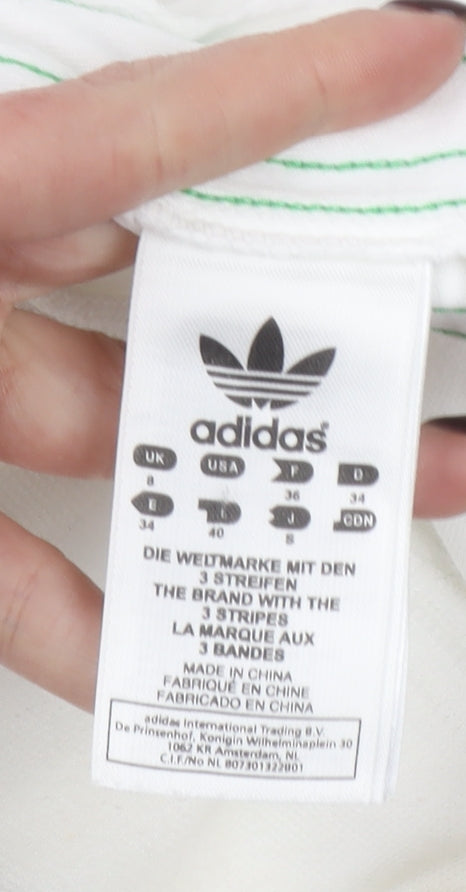 adidas
UK USA F D
8 36 34
E I J CDN
34 40 S
DIE WELTMARKE MIT DEN
3 STREIFEN
THE BRAND WITH THE
3 STRIPES
LA MARQUE AUX
3 BANDES
MADE IN CHINA
FABRIQUÉ EN CHINE
FABRICADO EN CHINA
adidas International Trading B.V.
De Prinsenhof, Konigin Wilhelminaplein 30
1062 KR Amsterdam, NL
C.I.F./No NL 807301322B01